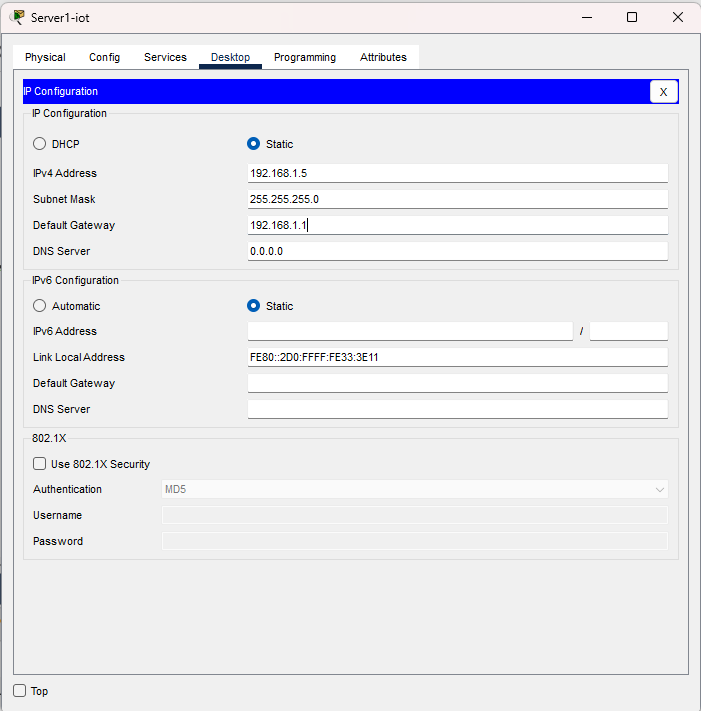 Server1-iot
Physical Config Services Desktop Programming Attributes
IP Configuration X
IP Configuration
DHCP Static
IPv4 Address 192.168.1.5
Subnet Mask 255.255.255.0
Default Gateway 192.168.1.1
DNS Server 0.0.0.0
IPv6 Configuration
Automatic Static
IPv6 Address /
Link Local Address FE80::2D0:FFFF:FE33:3E11
Default Gateway
DNS Server
802.1X
Use 802.1X Security
Authentication MD5
Username
Password
Top